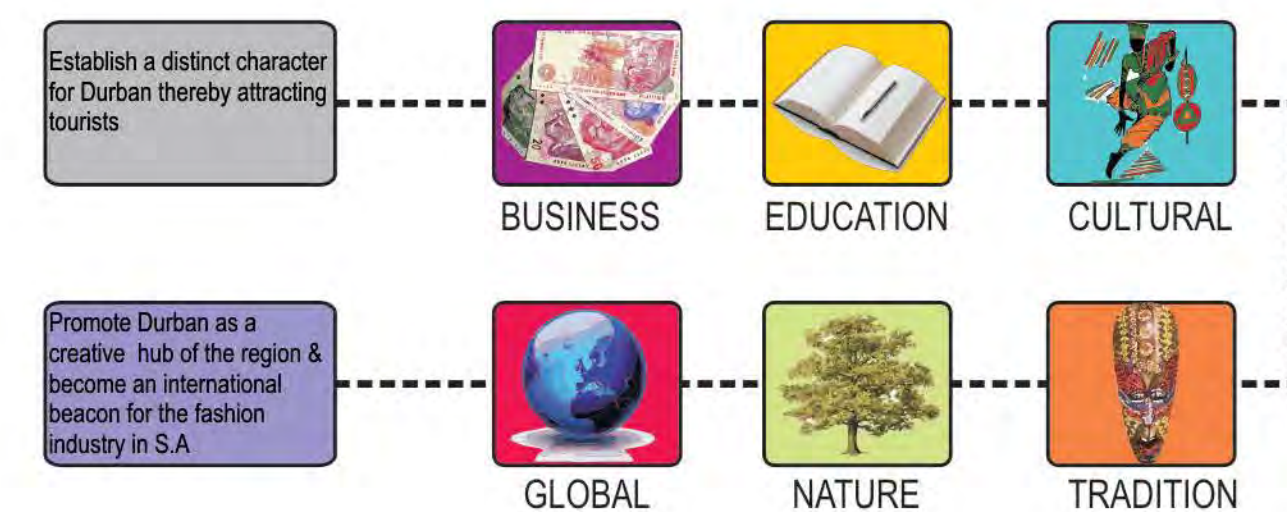 Establish a distinct character
for Durban thereby attracting
tourists
BUSINESS
EDUCATION
CULTURAL
Promote Durban as a
creative hub of the region &
become an international
beacon for the fashion
industry in S.A
GLOBAL
NATURE
TRADITION